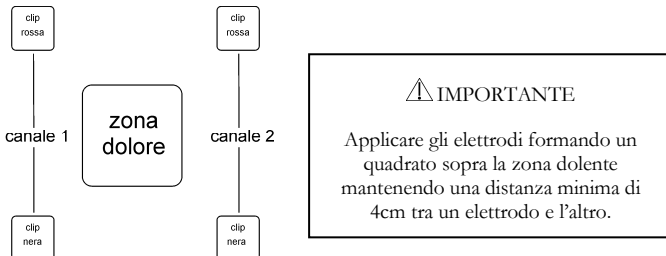 clip
rossa
clip
rossa
canale 1
zona
dolore
canale 2
clip
nera
clip
nera
IMPORTANTE
Applicare gli elettrodi formando un
quadrato sopra la zona dolente
mantenendo una distanza minima di
4cm tra un elettrodo e l’altro.